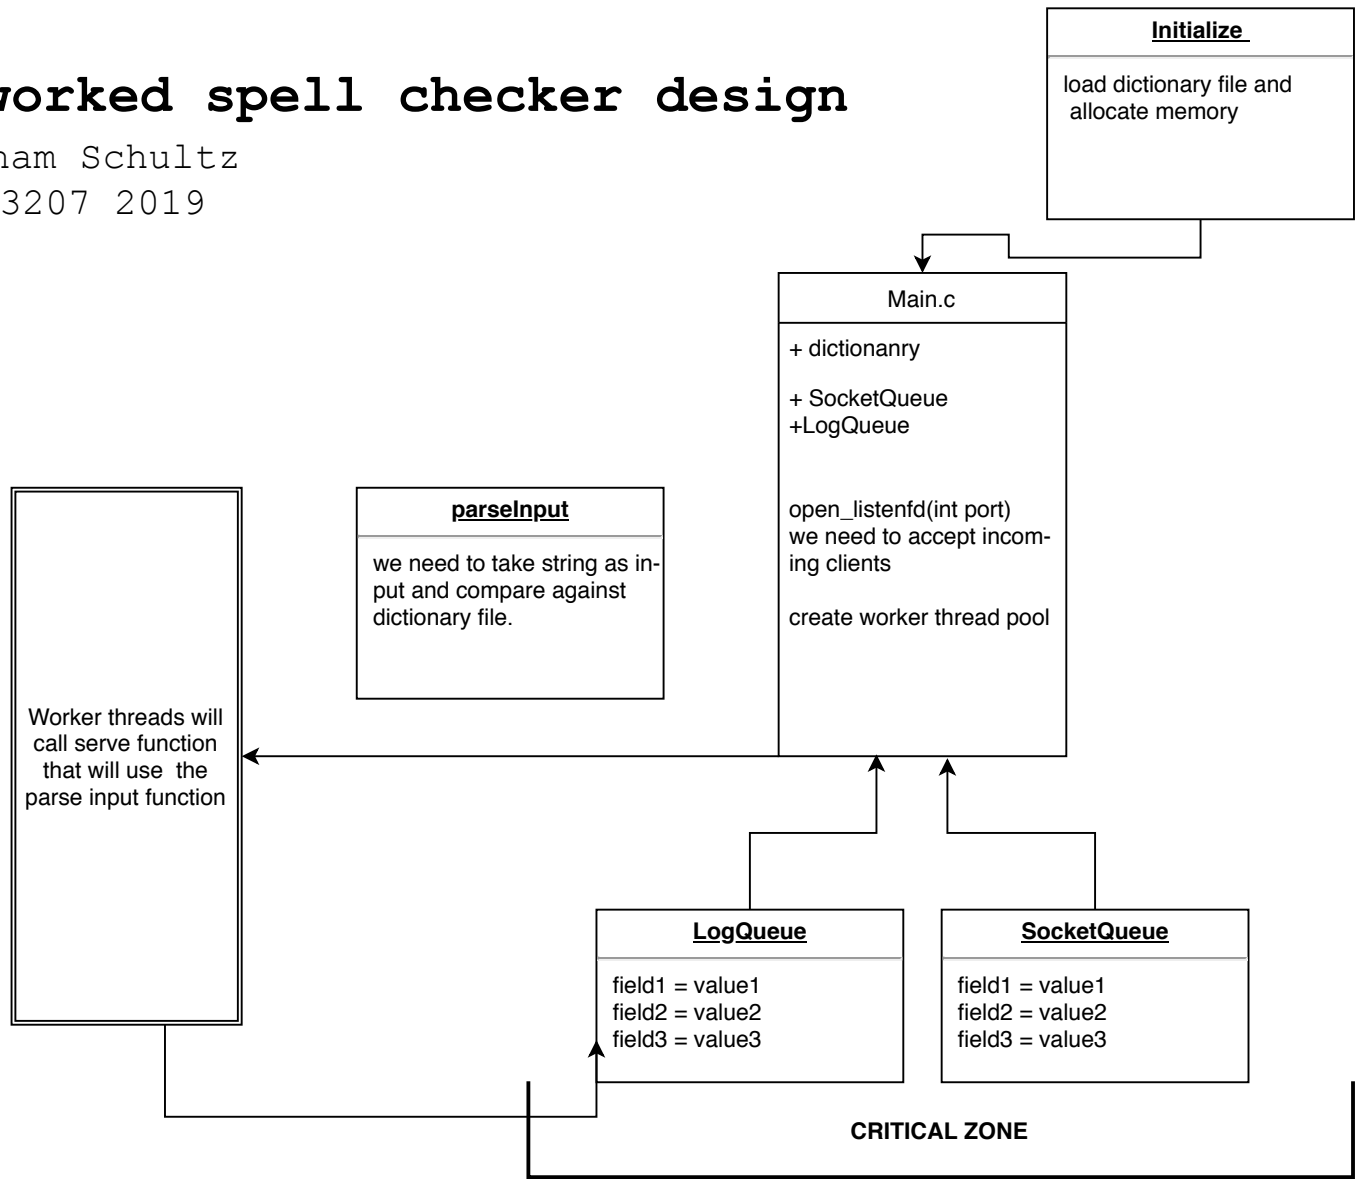 spell checker design
Schultz
3207 2019
Initialize
load dictionary file and
allocate memory
Main.c
+ dictionanry
+ SocketQueue
+LogQueue
open_listenfd(int port)
we need to accept incom-
ing clients
create worker thread pool
parseInput
we need to take string as in-
put and compare against
dictionary file.
Worker threads will
call serve function
that will use the
parse input function
LogQueue
field1 = value1
field2 = value2
field3 = value3
SocketQueue
field1 = value1
field2 = value2
field3 = value3
CRITICAL ZONE